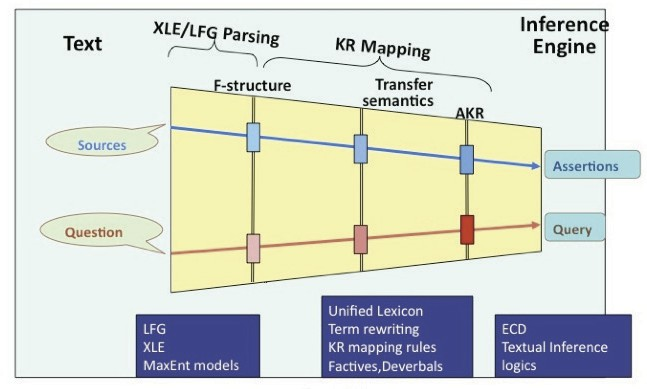 Text
XLE/LFG Parsing
KR Mapping
Inference
Engine
F-structure
Transfer
semantics
AKR
Sources
Assertions
Question
Query
LFG
XLE
MaxEnt models
Unified Lexicon
Term rewriting
KR mapping rules
Factives,Deverbals
ECD
Textual Inference
logics